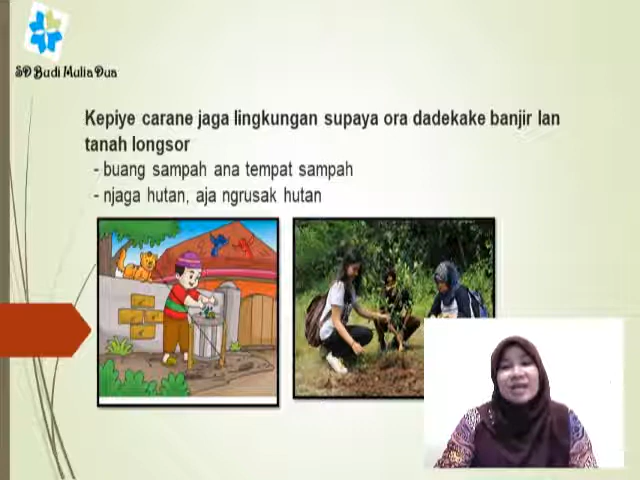 SD Budi Mulia Dua
Kepiye carane jaga lingkungan supaya ora dadekake banjir lan
tanah longsor
- buang sampah ana tempat sampah
- njaga hutan, aja ngrusak hutan